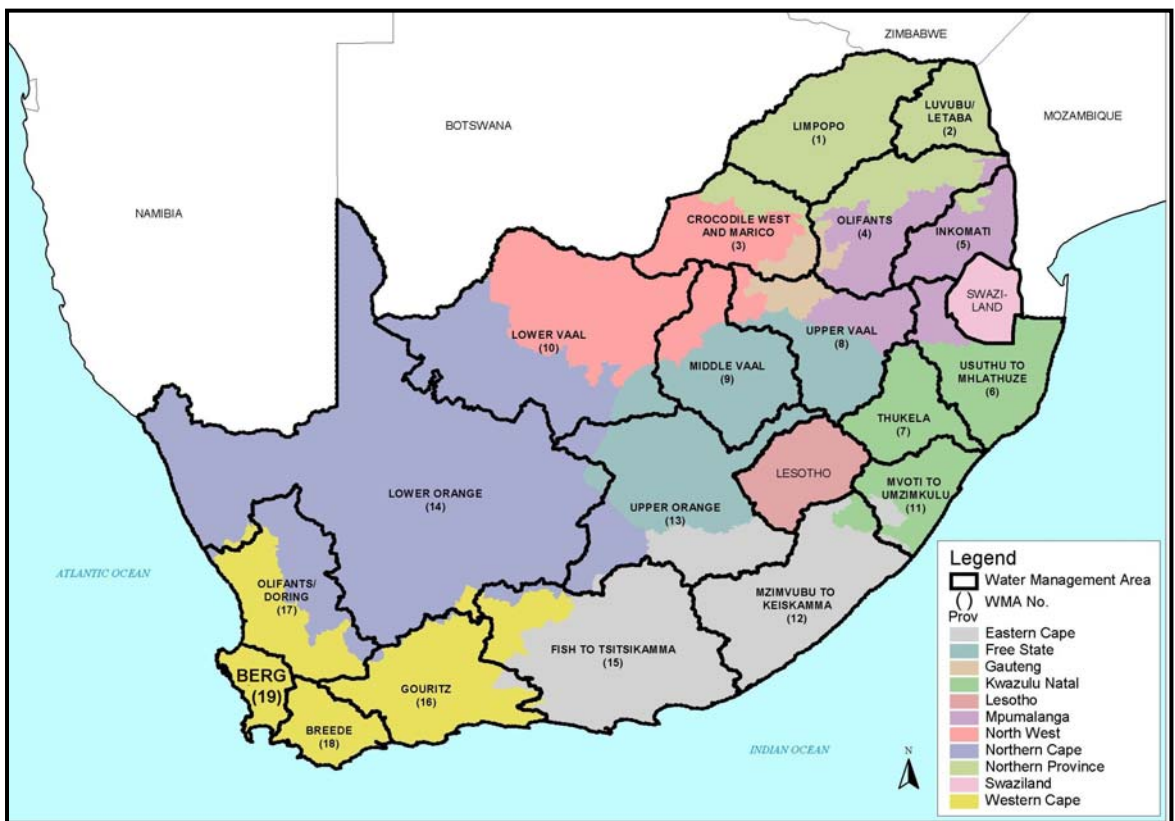 ZIMBABWE
MOZAMBIQUE
BOTSWANA
NAMIBIA
LIMPOPO
(1)
LUVUBU/
LETABA
(2)
CROCODILE WEST
AND MARICO
(3)
OLIFANTS
(4)
INKOMATI
(5)
SWAZI-
LAND
LOWER VAAL
(10)
UPPER VAAL
(8)
MIDDLE VAAL
(9)
USUTHU TO
MHLATHUZE
(6)
THUKELA
(7)
LESOTHO
MVOTI TO
UMZIMKULU
(11)
LOWER ORANGE
(14)
UPPER ORANGE
(13)
ATLANTIC OCEAN
OLIFANTS/
DORING
(17)
MZIMVUBU TO
KEISKAMMA
(12)
FISH TO TSITSIKAMMA
(15)
BERG
(19)
GOURITZ
(16)
BREEDE
(18)
INDIAN OCEAN
N
Legend
Water Management Area
( ) WMA No.
Prov
Eastern Cape
Free State
Gauteng
Kwazulu Natal
Lesotho
Mpumalanga
North West
Northern Cape
Northern Province
Swaziland
Western Cape